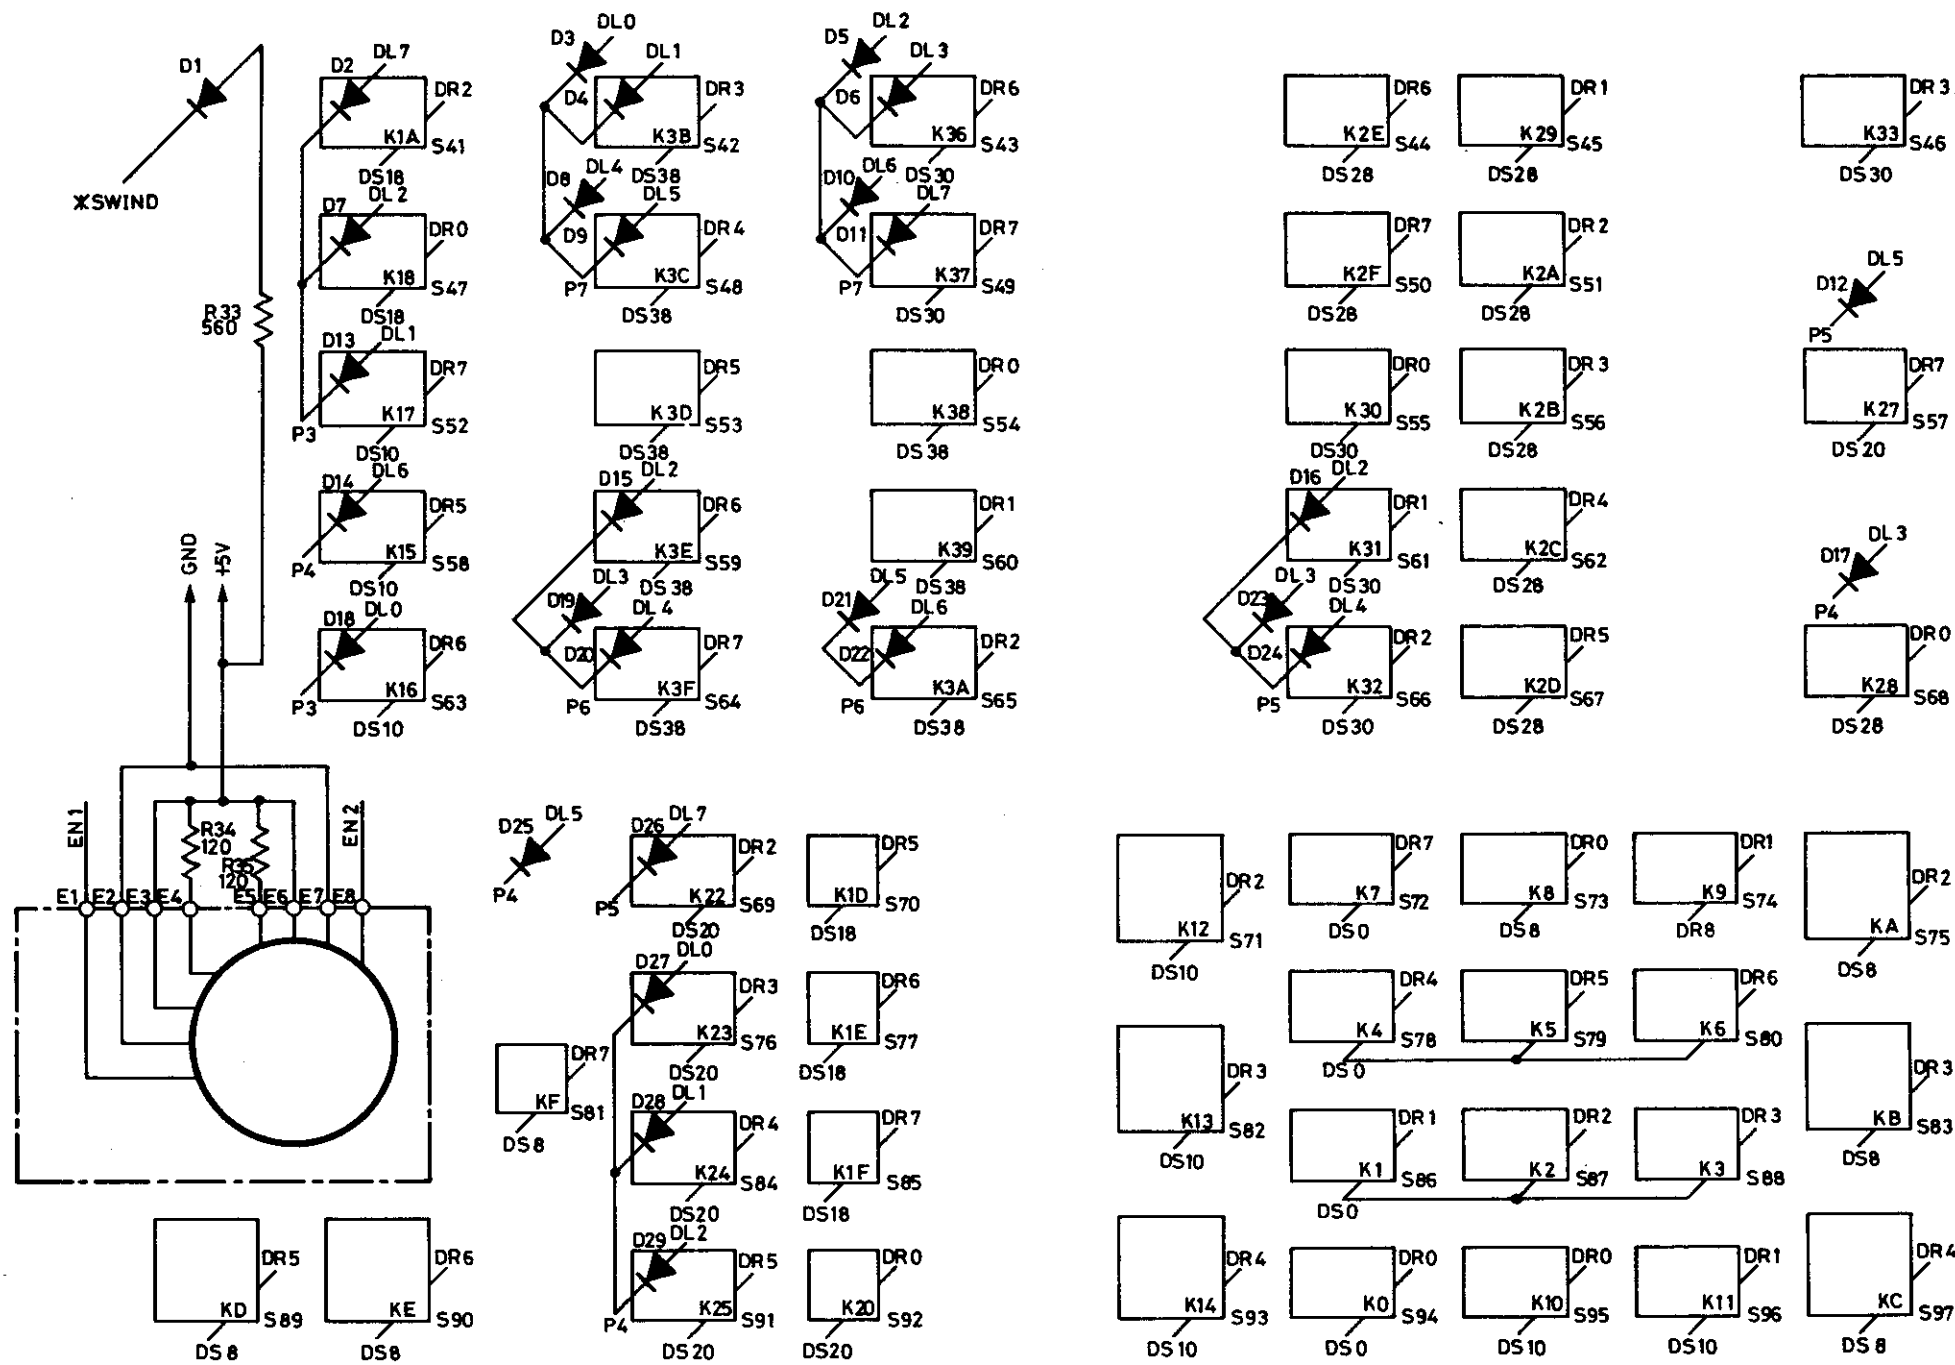 D1
✳SWIND
R33
560
GND
+5V
D2 DL7
DR2
K1A
S41
DS18
D3 DL0
D4 DL1
DR3
K3B
S42
DS38
D5 DL2
D6 DL3
DR6
K36
S43
DS30
DR6
K2E
S44
DS28
DR1
K29
S45
DS28
DR3
K33
S46
DS30
D7 DL2
DR0
K18
S47
DS18
D8 DL4
D9 DL5
DR4
K3C
P7
S48
DS38
D10 DL6
D11 DL7
DR7
K37
P7
S49
DS30
DR7
K2F
S50
DS28
DR2
K2A
S51
DS28
D12 DL5
P5
D13 DL1
DR7
K17
P3
S52
DS10
DR5
K3D
S53
DS38
DR0
K38
S54
DS38
DR0
K30
S55
DS30
DR3
K2B
S56
DS28
DR7
K27
S57
DS20
D14 DL6
DR5
K15
P4
S58
DS10
D15 DL2
DR6
K3E
S59
DS38
DR1
K39
S60
DS38
D16 DL2
DR1
K31
S61
DS30
DR4
K2C
S62
DS28
D17 DL3
P4
D18 DL0
DR6
K16
P3
S63
DS10
D19 DL3
D20 DL4
DR7
K3F
P6
S64
DS38
D21 DL5
D22 DL6
DR2
K3A
P6
S65
DS38
D23 DL3
D24 DL4
DR2
K32
P5
S66
DS30
DR5
K2D
S67
DS28
DR0
K28
S68
DS28
EN1
R34
120
R35
120
EN2
E1 E2 E3 E4 E5 E6 E7 E8
D25 DL5
P4
D26 DL7
DR2
K22
P5
S69
DS20
DR5
K1D
S70
DS18
DR2
K12
S71
DS10
DR7
K7
S72
DS0
DR0
K8
S73
DS8
DR1
K9
S74
DR8
DR2
KA
S75
DS8
D27 DL0
DR3
K23
S76
DS20
DR6
K1E
S77
DS18
DR4
K4
S78
DS0
DR5
K5
S79
DR6
K6
S80
DR7
KF
S81
DS8
DR3
K13
S82
DS10
DR3
KB
S83
DS8
D28 DL1
DR4
K24
S84
DS20
DR7
K1F
S85
DS18
DR1
K1
S86
DS0
DR2
K2
S87
DR3
K3
S88
DR5
KD
S89
DS8
DR6
KE
S90
DS8
D29 DL2
DR5
K25
P4
S91
DS20
DR0
K20
S92
DS20
DR4
K14
S93
DS10
DR0
K0
S94
DS0
DR0
K10
S95
DS10
DR1
K11
S96
DS10
DR4
KC
S97
DS8